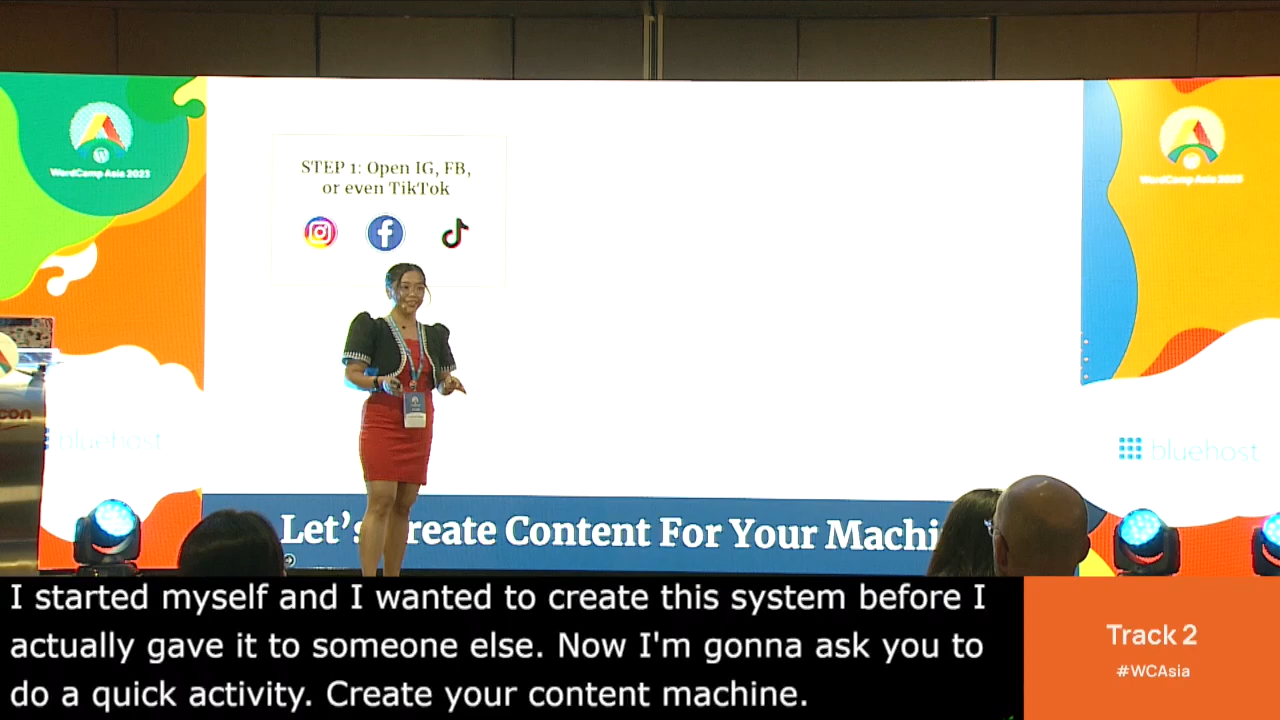 WordCamp Asia 2023
WordCamp Asia 2023
STEP 1: Open IG, FB,
or even TikTok
con
bluehost
bluehost
Let's Create Content For Your
I started myself and I wanted to create this system before I
actually gave it to someone else. Now I'm gonna ask you to
do a quick activity. Create your content machine.
Track 2
#WCAsia